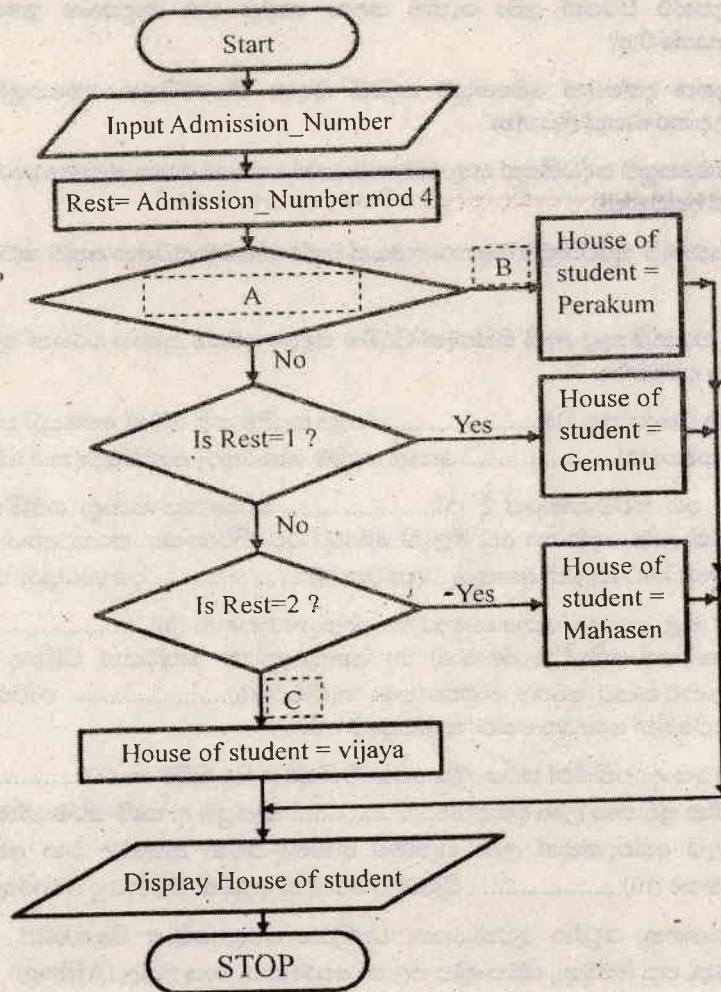 Start
Input Admission_Number
Rest= Admission_Number mod 4
A
B
House of
student =
Perakum
No
Is Rest=1 ?
Yes
House of
student =
Gemunu
No
Is Rest=2 ?
-Yes
House of
student =
Mahasen
C
House of student = vijaya
Display House of student
STOP